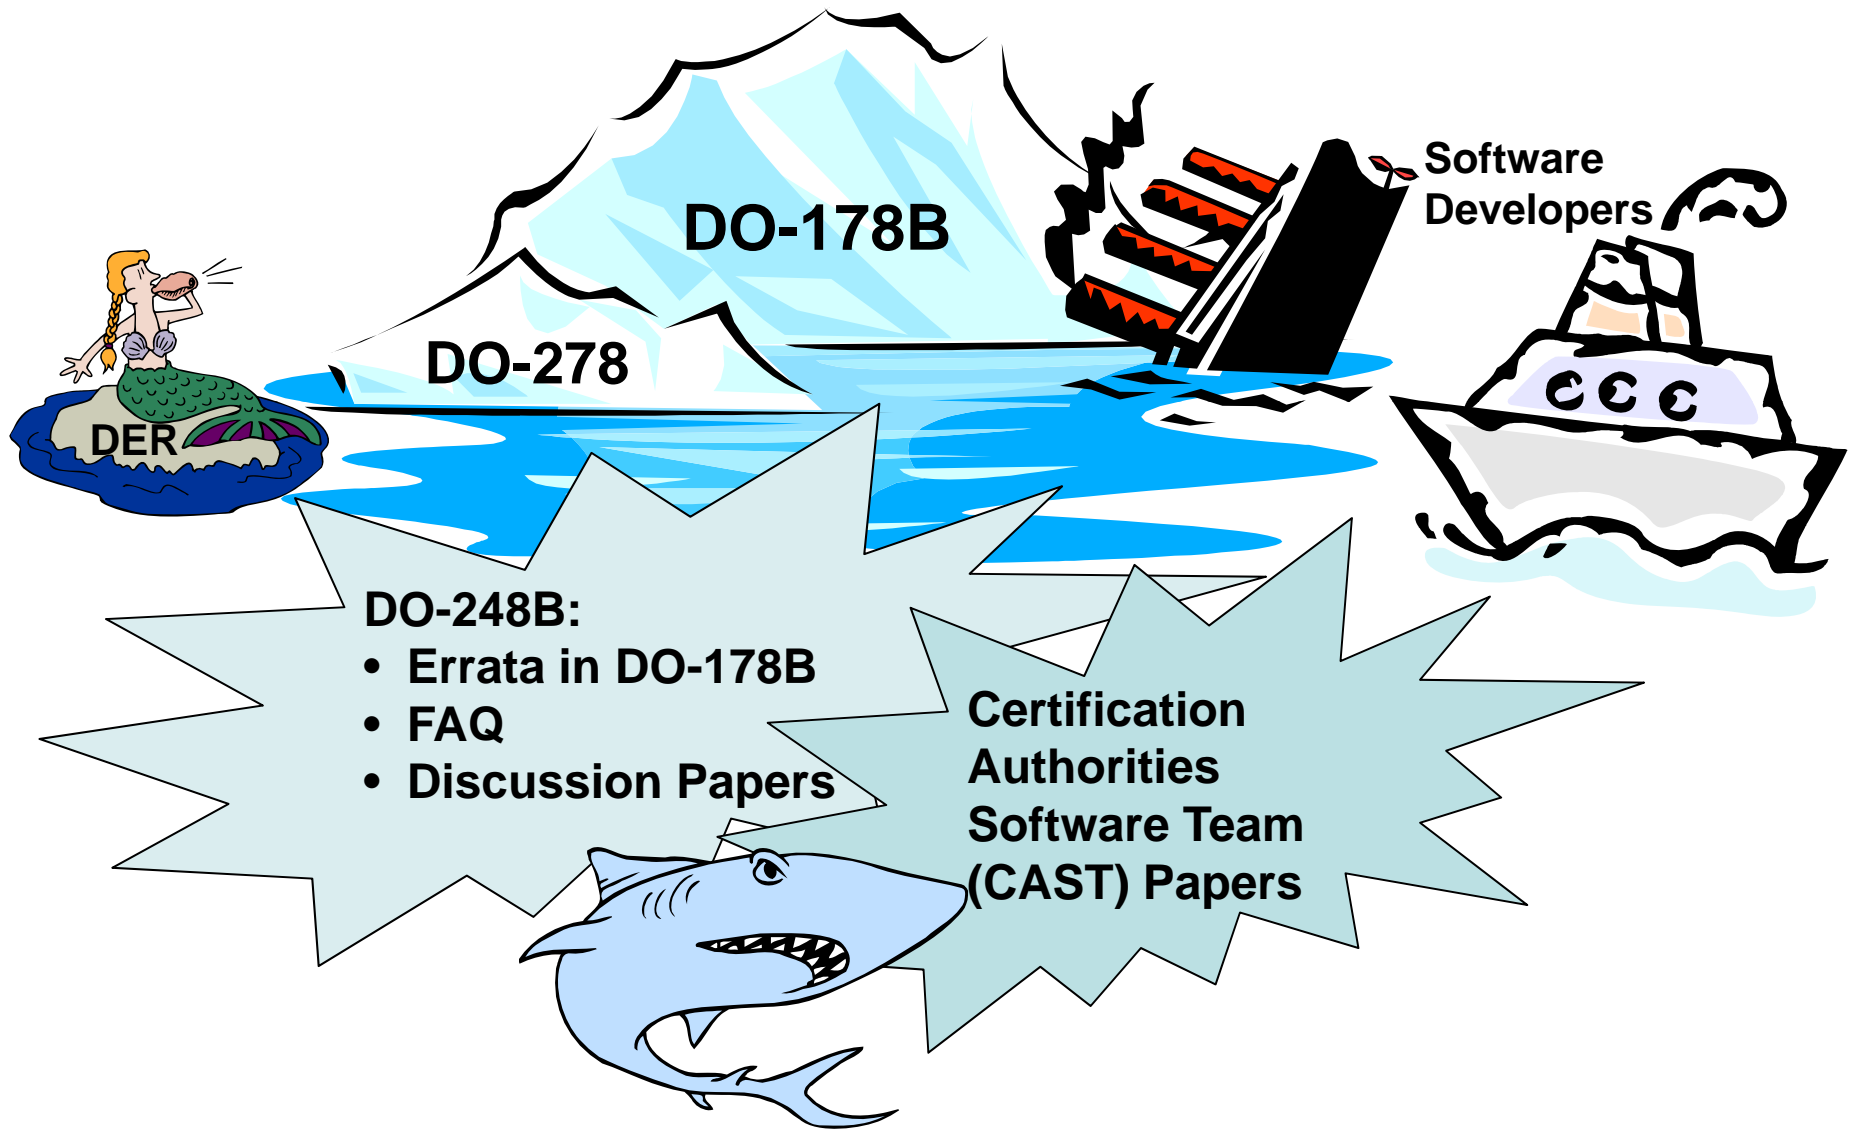 Software
Developers
DO-178B
DO-278
DER
DO-248B:
• Errata in DO-178B
• FAQ
• Discussion Papers
Certification
Authorities
Software Team
(CAST) Papers